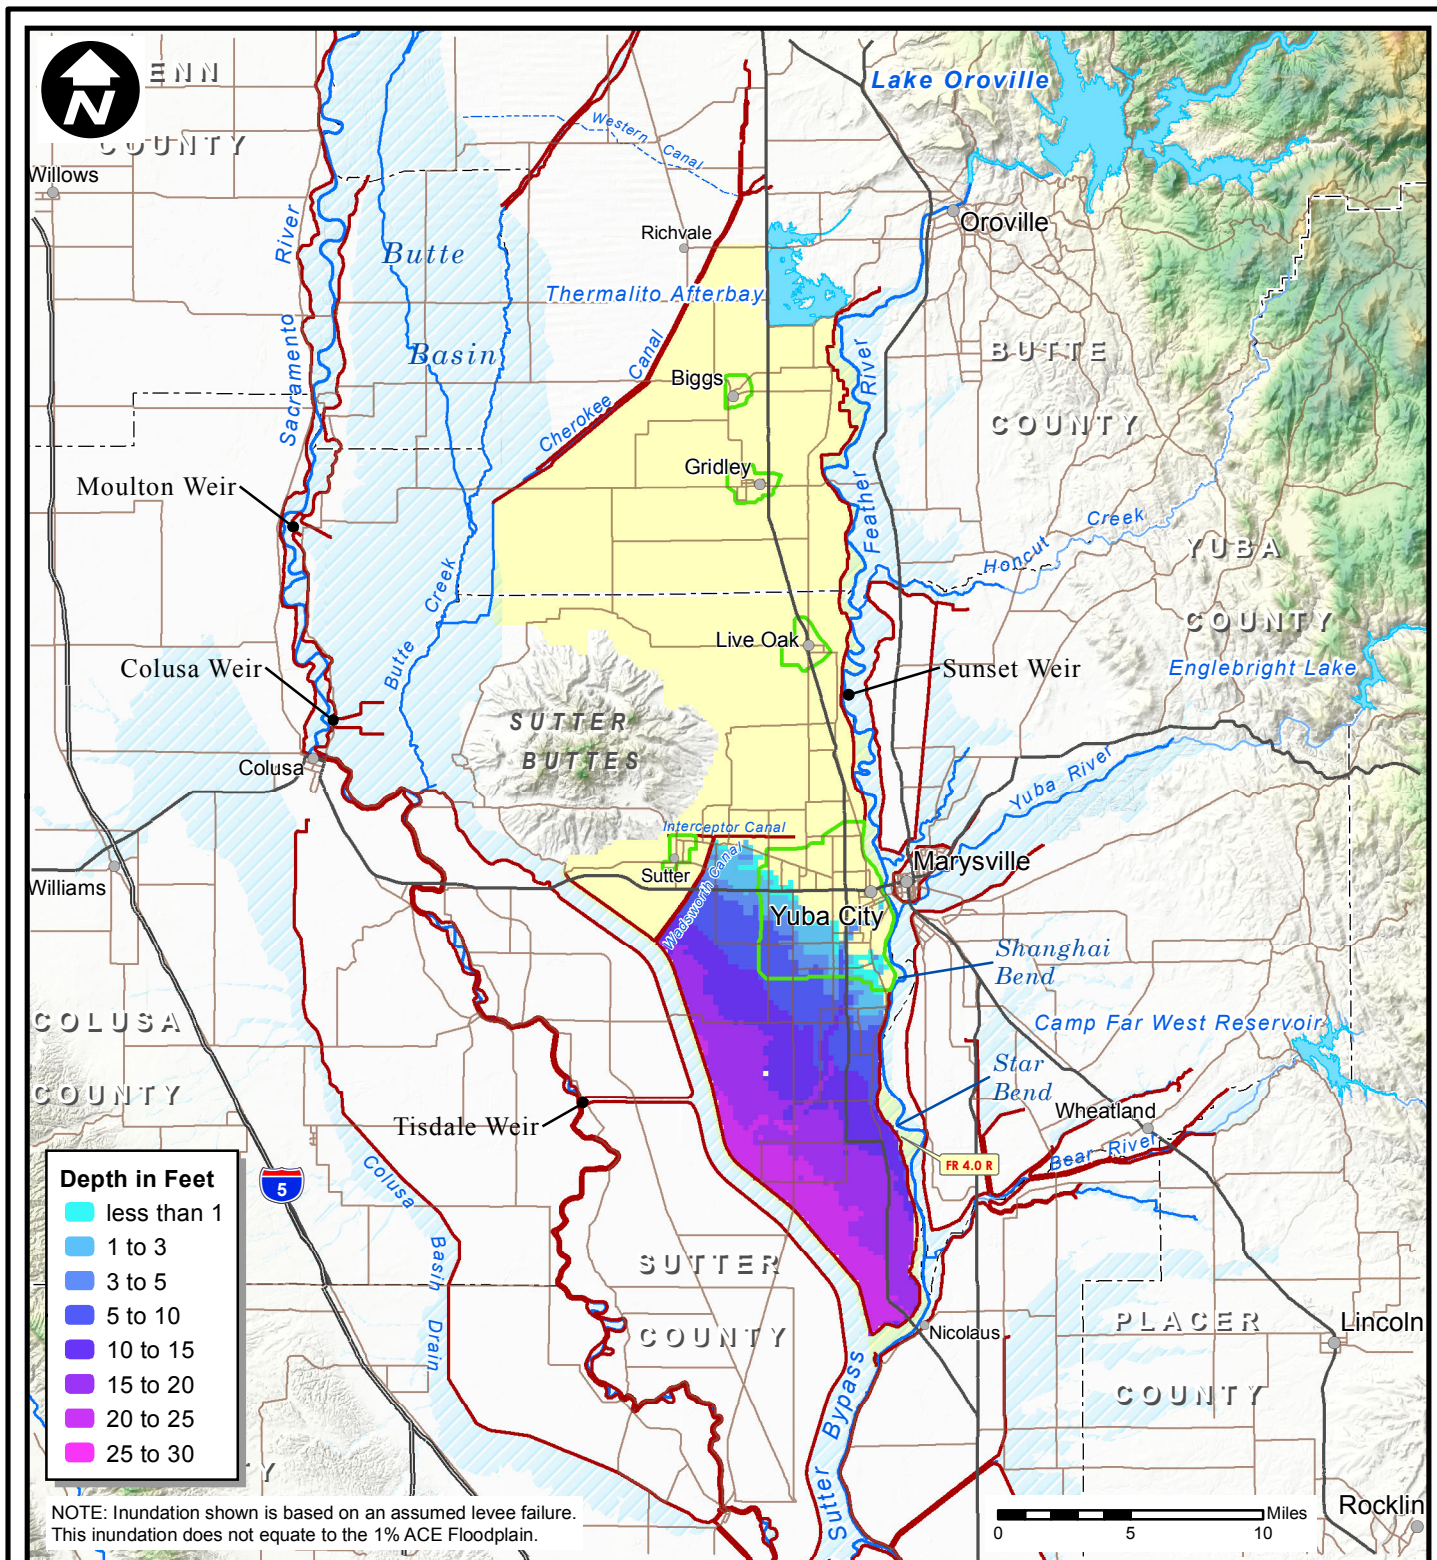 N
ENN
COUNTY
Willows
Sacramento River
Butte
Basin
Western Canal
Richvale
Thermalito Afterbay
Cherokee Canal
Lake Oroville
Oroville
BUTTE
COUNTY
Biggs
Gridley
Feather River
Moulton Weir
Honcut Creek
YUBA
COUNTY
Butte Creek
Live Oak
Colusa Weir
Sunset Weir
Englebright Lake
SUTTER
BUTTES
Colusa
Yuba River
Interceptor Canal
Wadsworth Canal
Sutter
Marysville
Williams
Yuba City
Shanghai
Bend
COLUSA
COUNTY
Camp Far West Reservoir
Star
Bend
Wheatland
Tisdale Weir
Bear River
FR 4.0 R
Depth in Feet
less than 1
1 to 3
3 to 5
5 to 10
10 to 15
15 to 20
20 to 25
25 to 30
5
Colusa Basin Drain
SUTTER
COUNTY
Nicolaus
PLACER
COUNTY
Lincoln
Sutter Bypass
Y
NOTE: Inundation shown is based on an assumed levee failure.
This inundation does not equate to the 1% ACE Floodplain.
Miles
0 5 10
Rocklin